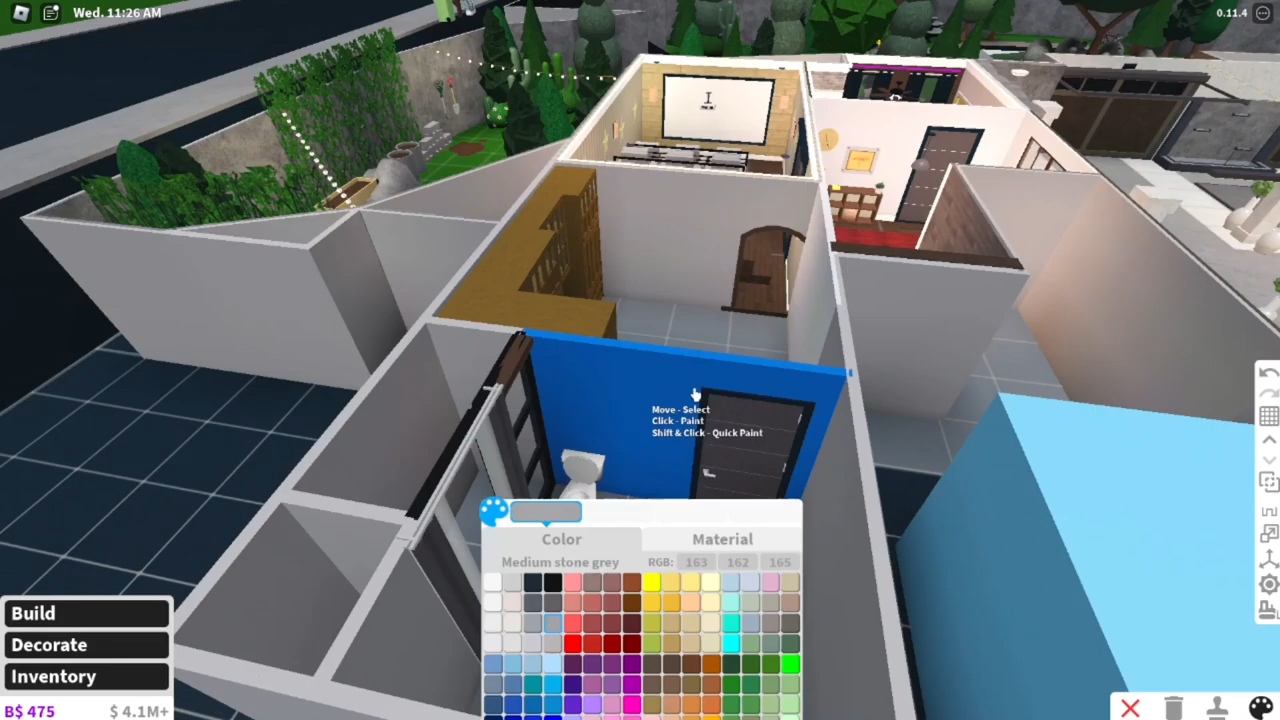 Wed. 11:26 AM
0.11.4
Move - Select
Click - Paint
Shift & Click - Quick Paint
Color
Material
Medium stone grey
RGB: 163 162 165
Build
Decorate
Inventory
B$ 475
$ 4.1M+